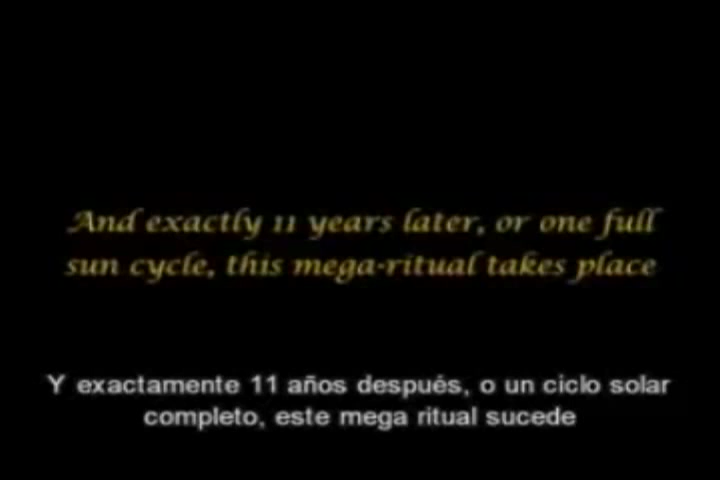 And exactly 11 years later, or one full
sun cycle, this mega-ritual takes place
Y exactamente 11 años después, o un ciclo solar
completo, este mega ritual sucede